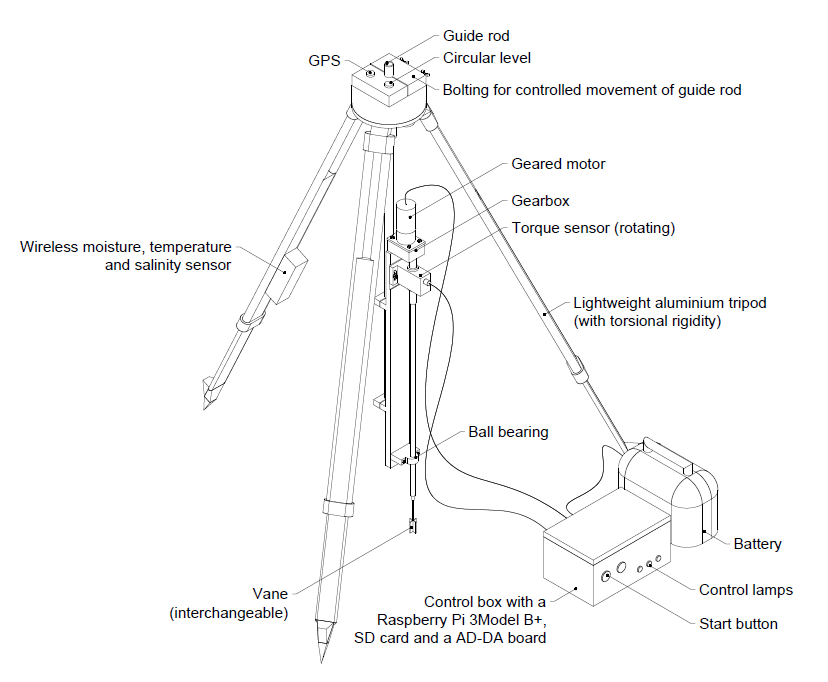 Guide rod
GPS
Circular level
Bolting for controlled movement of guide rod
Geared motor
Gearbox
Torque sensor (rotating)
Wireless moisture, temperature
and salinity sensor
Lightweight aluminium tripod
(with torsional rigidity)
Ball bearing
Battery
Vane
(interchangeable)
Control box with a
Raspberry Pi 3Model B+,
SD card and a AD-DA board
Control lamps
Start button